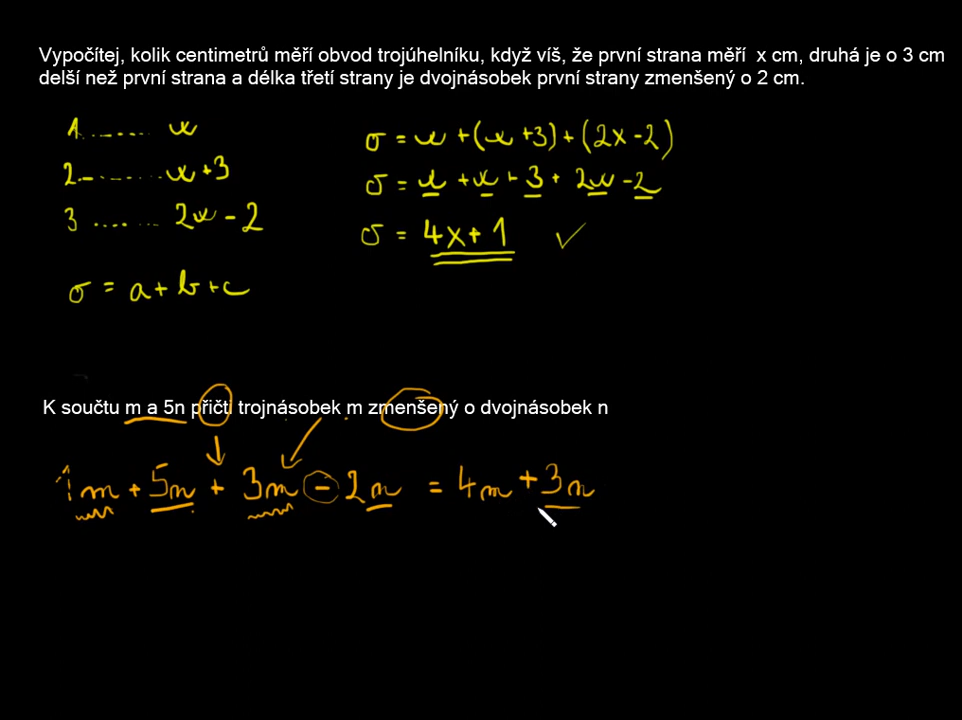 Vypočítej, kolik centimetrů měří obvod trojúhelníku, když víš, že první strana měří x cm, druhá je o 3 cm
delší než první strana a délka třetí strany je dvojnásobek první strany zmenšený o 2 cm.
1 ........ x
2 ........ x+3
3 ........ 2x-2
σ = a+b+c
σ = x+(x+3)+(2x-2)
σ = x+x+3+2x-2
σ = 4x+1 ✓
K součtu m a 5n přičti trojnásobek m zmenšený o dvojnásobek n
1m + 5n + 3m - 2n = 4m + 3n